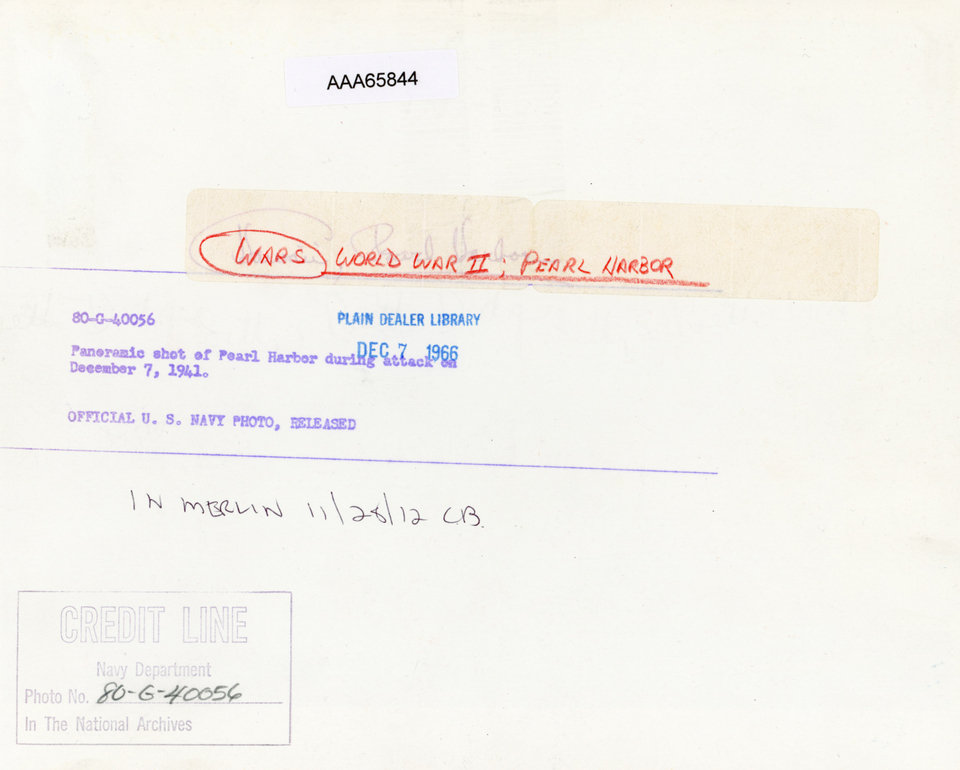 AAA65844
WARS WORLD WAR II; PEARL HARBOR
80-G-40056
PLAIN DEALER LIBRARY
DEC 7 1966
Panoramic shot of Pearl Harbor during attack on
December 7, 1941.
OFFICIAL U. S. NAVY PHOTO, RELEASED
IN MERLIN 11/28/12 CB.
CREDIT LINE
Navy Department
Photo No. 80-G-40056
In The National Archives